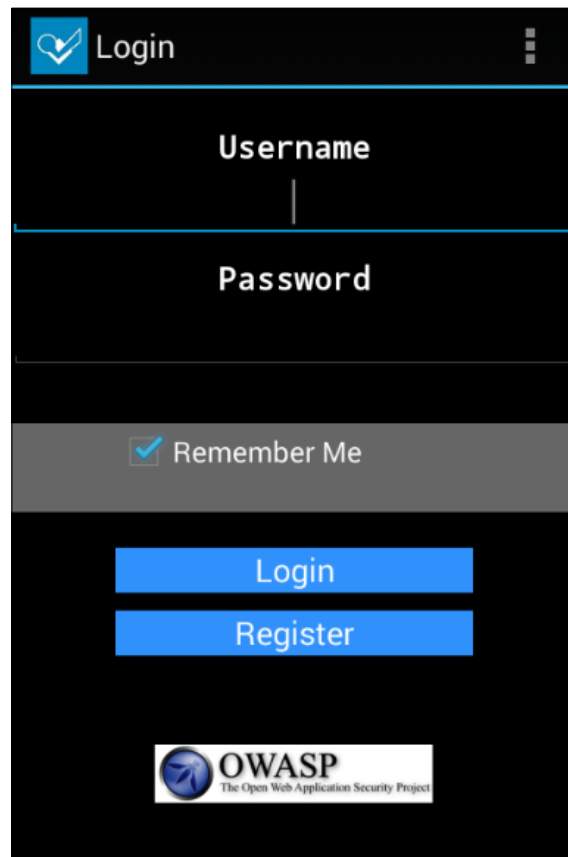 Login
Username
Password
Remember Me
Login
Register
OWASP
The Open Web Application Security Project